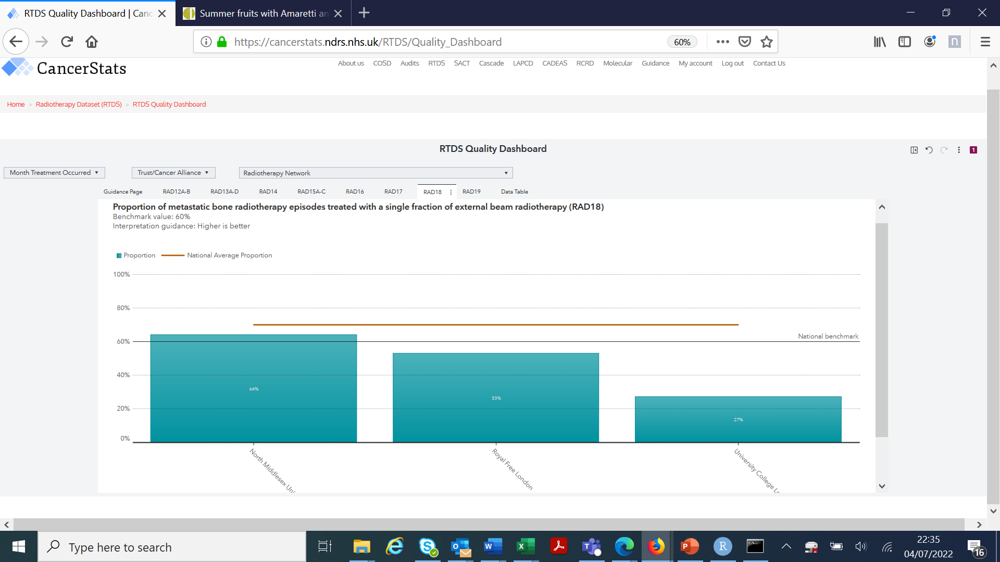 RTDS Quality Dashboard | Canc
Summer fruits with Amaretti an
https://cancerstats.ndrs.nhs.uk/RTDS/Quality_Dashboard
60%
n
CancerStats
About us COSD Audits RTDS SACT Cascade LAPCD CADEAS RCRD Molecular Guidance My account Log out Contact Us
Home » Radiotherapy Dataset (RTDS) » RTDS Quality Dashboard
RTDS Quality Dashboard
1
Month Treatment Occurred
Trust/Cancer Alliance
Radiotherapy Network
Guidance Page RAD12A-B RAD13A-D RAD14 RAD15A-C RAD16 RAD17 RAD18 RAD19 Data Table
Proportion of metastatic bone radiotherapy episodes treated with a single fraction of external beam radiotherapy (RAD18)
Benchmark value: 60%
Interpretation guidance: Higher is better
Proportion National Average Proportion
100%
80%
National benchmark
60%
40%
20%
0%
64%
53%
27%
North Middlesex Uni
Royal Free London
University College Lo
Type here to search
22:35
04/07/2022
16